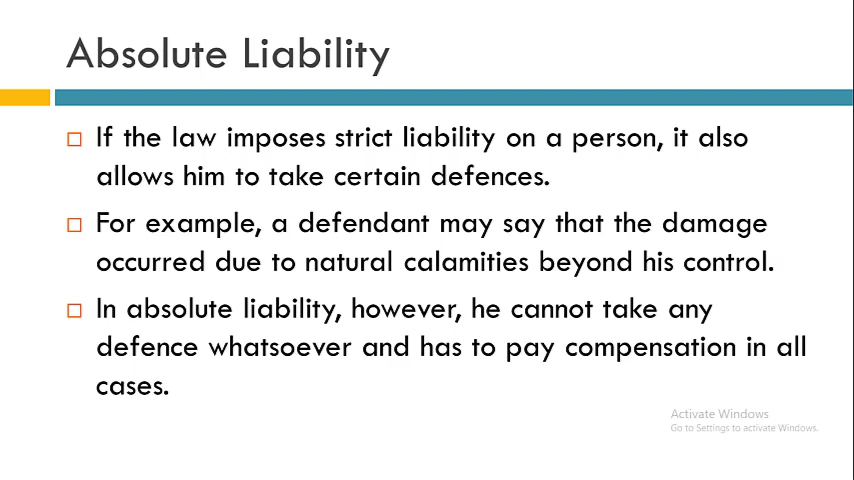 Absolute Liability
If the law imposes strict liability on a person, it also
allows him to take certain defences.
For example, a defendant may say that the damage
occurred due to natural calamities beyond his control.
In absolute liability, however, he cannot take any
defence whatsoever and has to pay compensation in all
cases.
Activate Windows
Go to Settings to activate Windows.